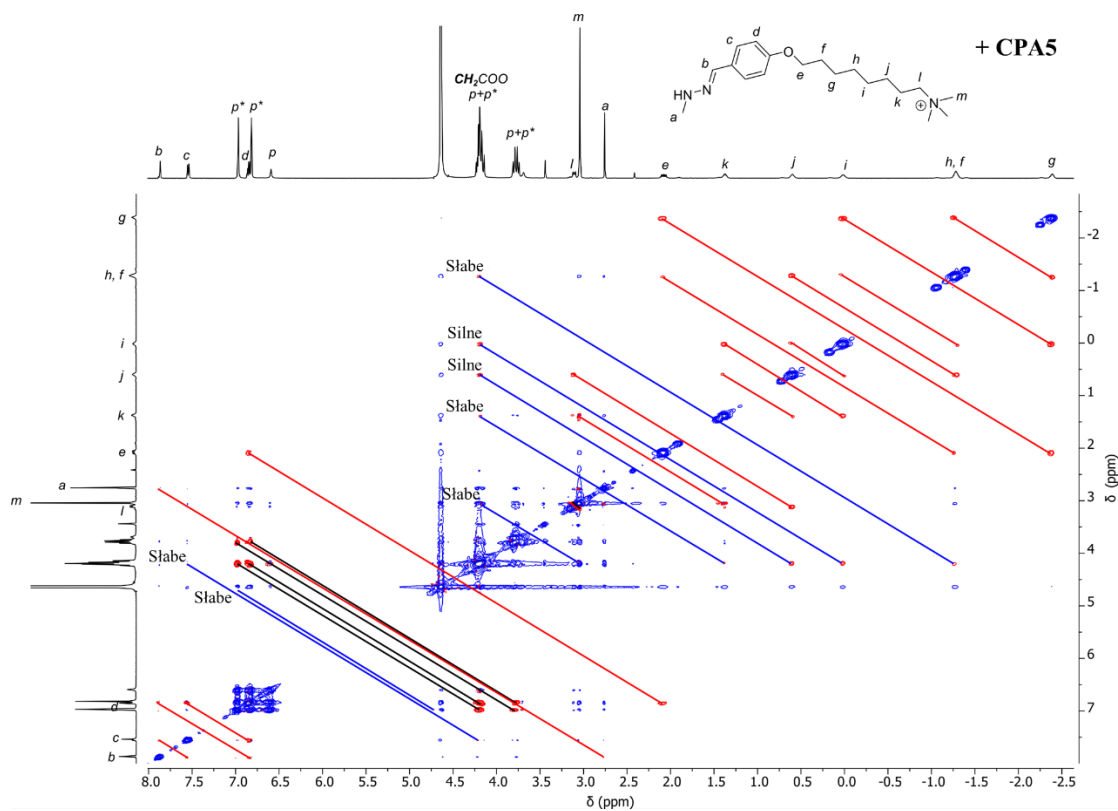 m
c
d
b
HN
N
a
O
e
f
g
h
i
j
k
l
N
+
m
+ CPA5
CH₂COO
p+p*
p*
p*
a
b
c
d
p
p+p*
l
e
k
j
i
h, f
g
g
h, f
i
j
k
e
a
m
l
d
c
b
Słabe
Silne
Silne
Słabe
Słabe
Słabe
Słabe
-2
-1
0
1
2
3
4
5
6
7
δ (ppm)
8.0 7.5 7.0 6.5 6.0 5.5 5.0 4.5 4.0 3.5 3.0 2.5 2.0 1.5 1.0 0.5 0.0 -0.5 -1.0 -1.5 -2.0 -2.5
δ (ppm)